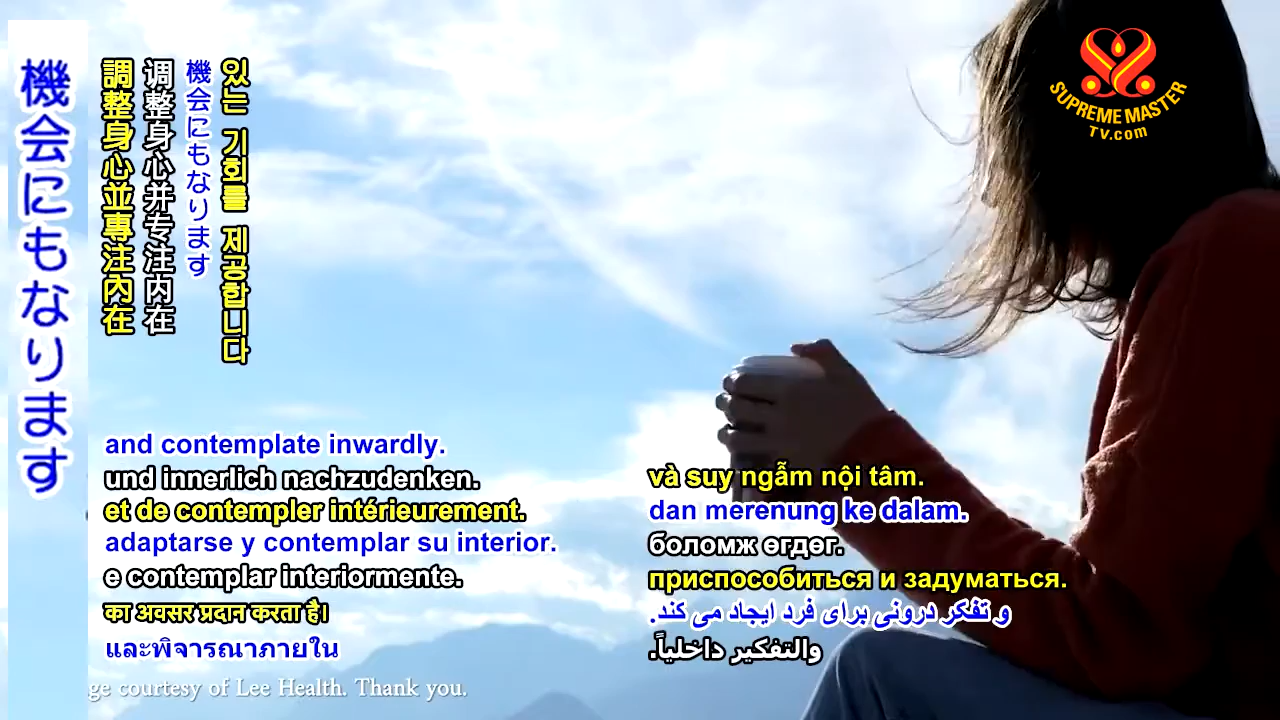 機会にもなります
調整身心並專注內在
调整身心并专注内在
機会にもなります
있는 기회를 제공합니다
SUPREME MASTER
TV.com
and contemplate inwardly.
und innerlich nachzudenken.
et de contempler intérieurement.
adaptarse y contemplar su interior.
e contemplar interiormente.
का अवसर प्रदान करता है।
และพิจารณาภายใน
và suy ngẫm nội tâm.
dan merenung ke dalam.
боломж өгдөг.
приспособиться и задуматься.
و تفکر درونی برای فرد ایجاد می کند.
والتفكير داخلياً.
ge courtesy of Lee Health. Thank you.